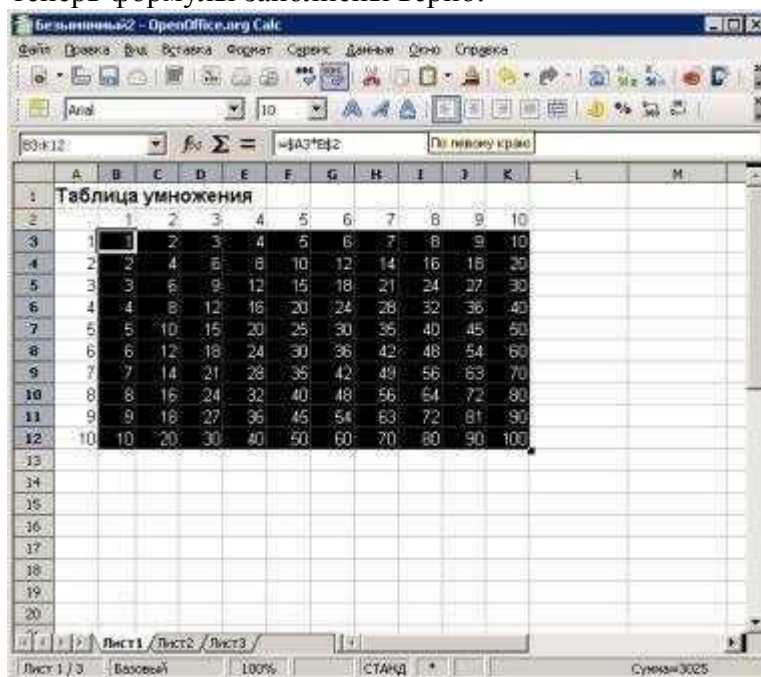 Безымянный2 - OpenOffice.org Calc
Файл Правка Вид Вставка Формат Сервис Данные Окно Справка
Arial 10
B3:K12 =$A3*B$2 По левому краю
A B C D E F G H I J K L M
1 Таблица умножения
2 1 2 3 4 5 6 7 8 9 10
3 1 1 2 3 4 5 6 7 8 9 10
4 2 2 4 6 8 10 12 14 16 18 20
5 3 3 6 9 12 15 18 21 24 27 30
6 4 4 8 12 16 20 24 28 32 36 40
7 5 5 10 15 20 25 30 35 40 45 50
8 6 6 12 18 24 30 36 42 48 54 60
9 7 7 14 21 28 35 42 49 56 63 70
10 8 8 16 24 32 40 48 56 64 72 80
11 9 9 18 27 36 45 54 63 72 81 90
12 10 10 20 30 40 50 60 70 80 90 100
13
14
15
16
17
18
19
20
Лист1 Лист2 Лист3
Лист 1 / 3 Базовый 100% СТАНД * Сумма=3025